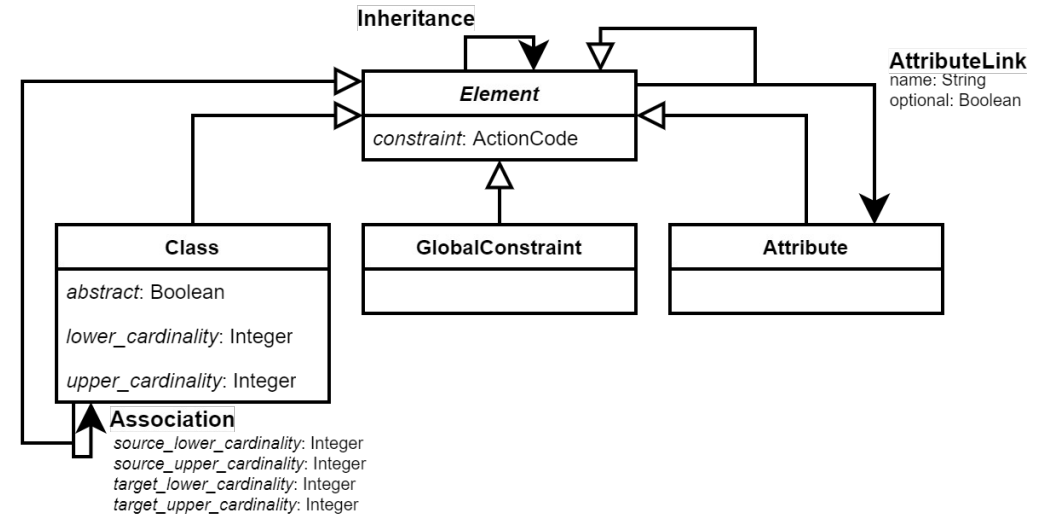 Inheritance
Element
constraint: ActionCode
AttributeLink
name: String
optional: Boolean
Class
abstract: Boolean
lower_cardinality: Integer
upper_cardinality: Integer
GlobalConstraint
Attribute
Association
source_lower_cardinality: Integer
source_upper_cardinality: Integer
target_lower_cardinality: Integer
target_upper_cardinality: Integer